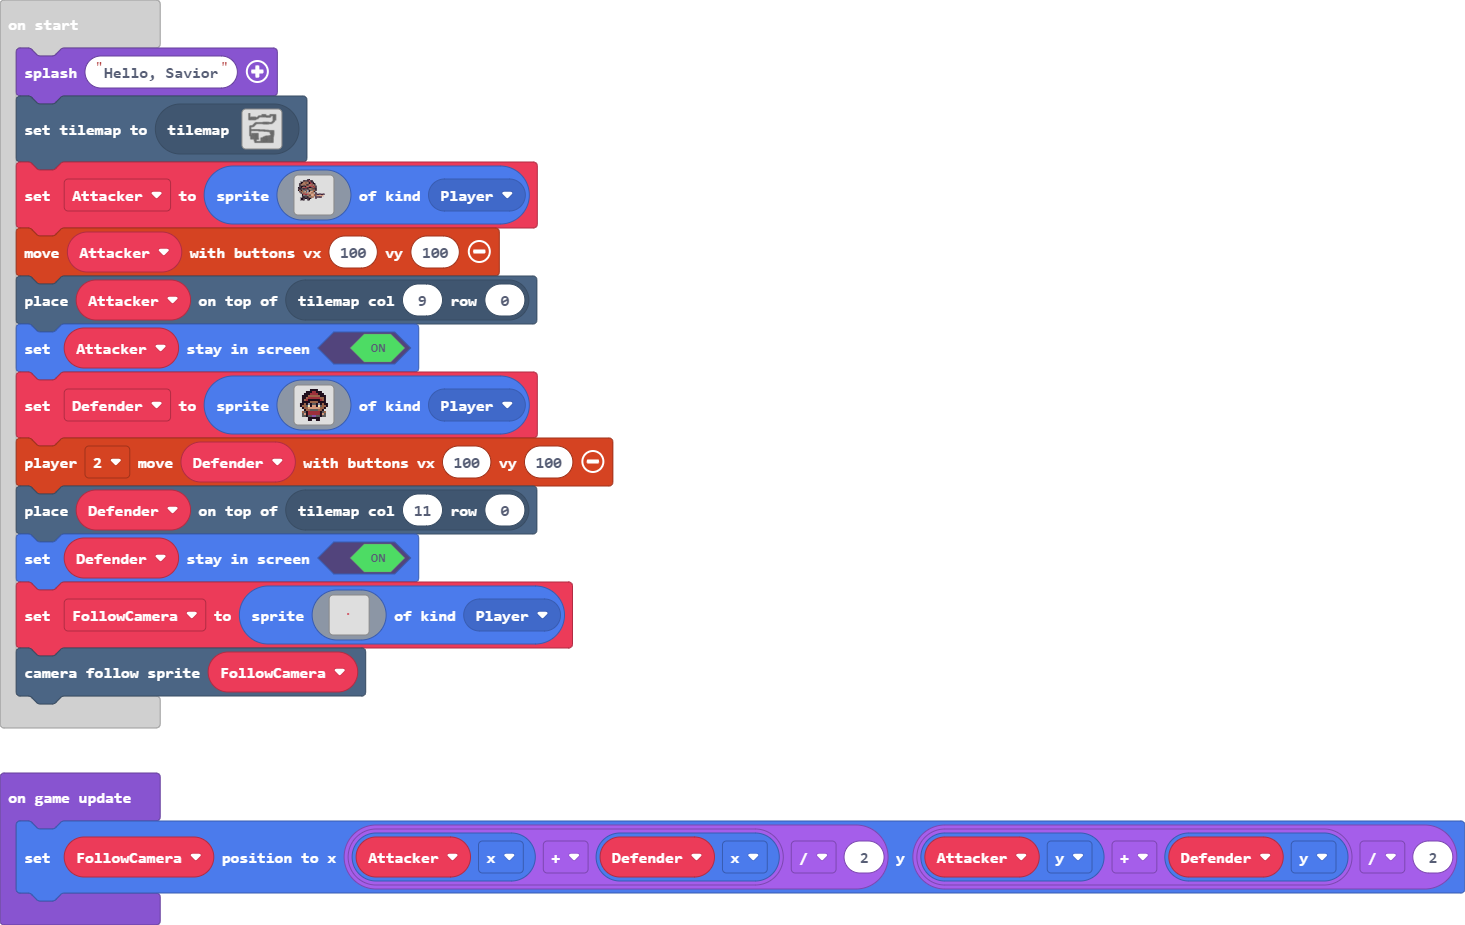 on start
splash "Hello, Savior"
set tilemap to tilemap
set Attacker to sprite of kind Player
move Attacker with buttons vx 100 vy 100
place Attacker on top of tilemap col 9 row 0
set Attacker stay in screen ON
set Defender to sprite of kind Player
player 2 move Defender with buttons vx 100 vy 100
place Defender on top of tilemap col 11 row 0
set Defender stay in screen ON
set FollowCamera to sprite of kind Player
camera follow sprite FollowCamera
on game update
set FollowCamera position to x Attacker x + Defender x / 2 y Attacker y + Defender y / 2